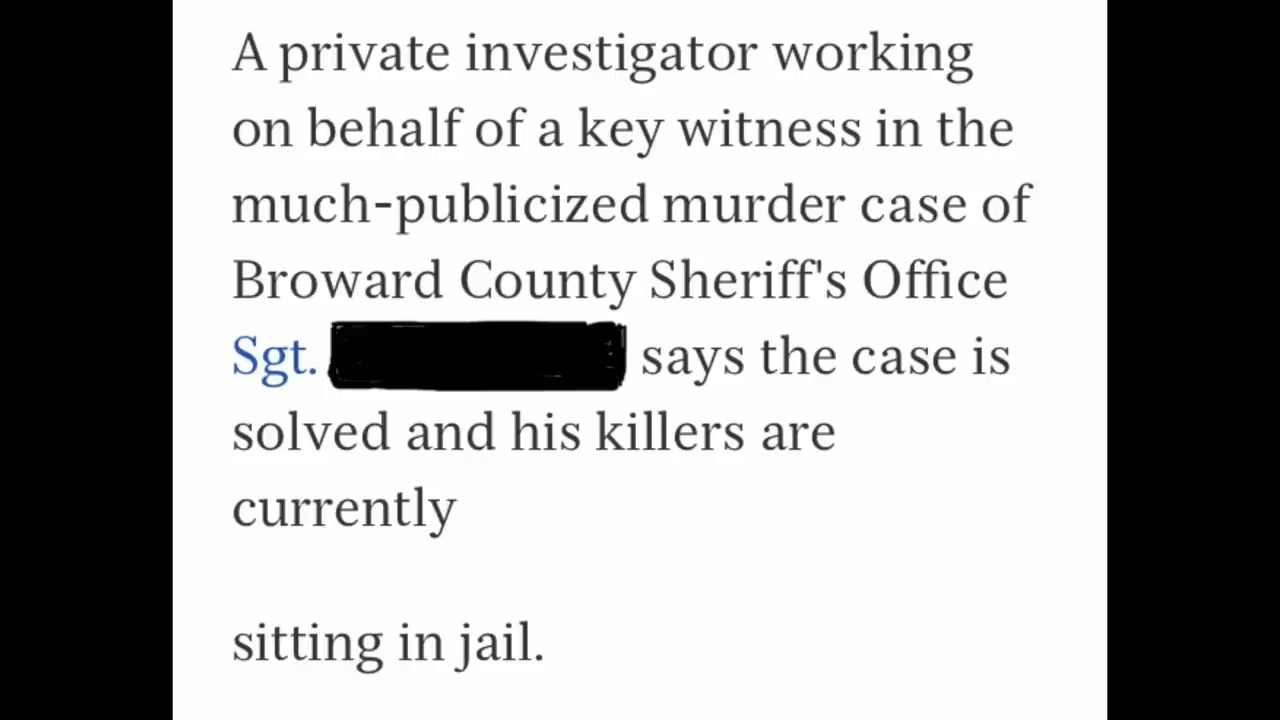 A private investigator working
on behalf of a key witness in the
much-publicized murder case of
Broward County Sheriff's Office
Sgt. says the case is
solved and his killers are
currently
sitting in jail.